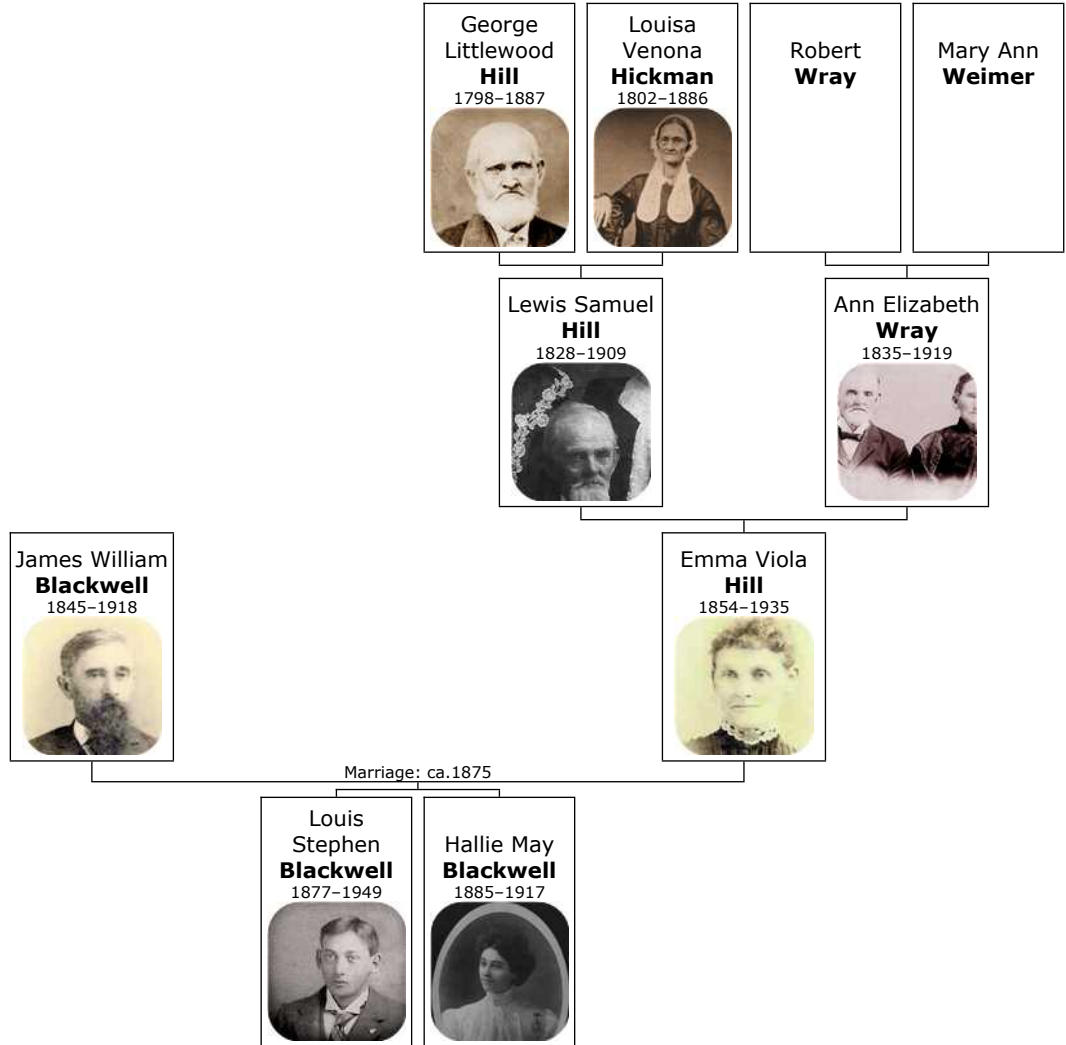 George
Littlewood
Hill
1798–1887
Louisa
Venona
Hickman
1802–1886
Robert
Wray
Mary Ann
Weimer
Lewis Samuel
Hill
1828–1909
Ann Elizabeth
Wray
1835–1919
James William
Blackwell
1845–1918
Emma Viola
Hill
1854–1935
Marriage: ca.1875
Louis
Stephen
Blackwell
1877–1949
Hallie May
Blackwell
1885–1917